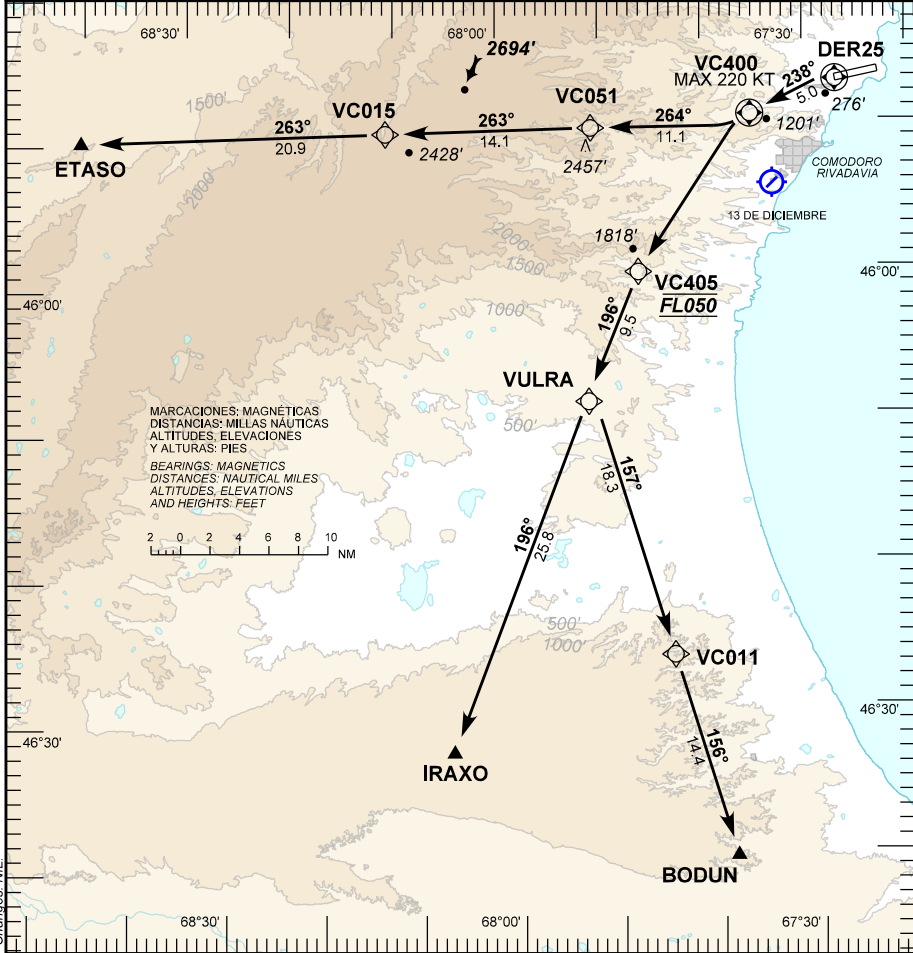 68°30'
68°00'
67°30'
2694'
VC400
MAX 220 KT
DER25
238°
5.0
276'
1201'
VC015
VC051
1500'
263°
20.9
263°
14.1
264°
11.1
ETASO
2428'
2457'
COMODORO
RIVADAVIA
2000'
13 DE DICIEMBRE
1818'
2000'
1500'
46°00'
VC405
FL050
46°00'
1000'
196°
9.5
VULRA
500'
MARCACIONES: MAGNÉTICAS
DISTANCIAS: MILLAS NÁUTICAS
ALTITUDES, ELEVACIONES
Y ALTURAS: PIES
BEARINGS: MAGNETICS
DISTANCES: NAUTICAL MILES
ALTITUDES, ELEVATIONS
AND HEIGHTS: FEET
2 0 2 4 6 8 10
NM
157°
18.3
196°
25.8
500'
1000'
VC011
46°30'
46°30'
156°
14.4
IRAXO
BODUN
68°30'
68°00'
67°30'